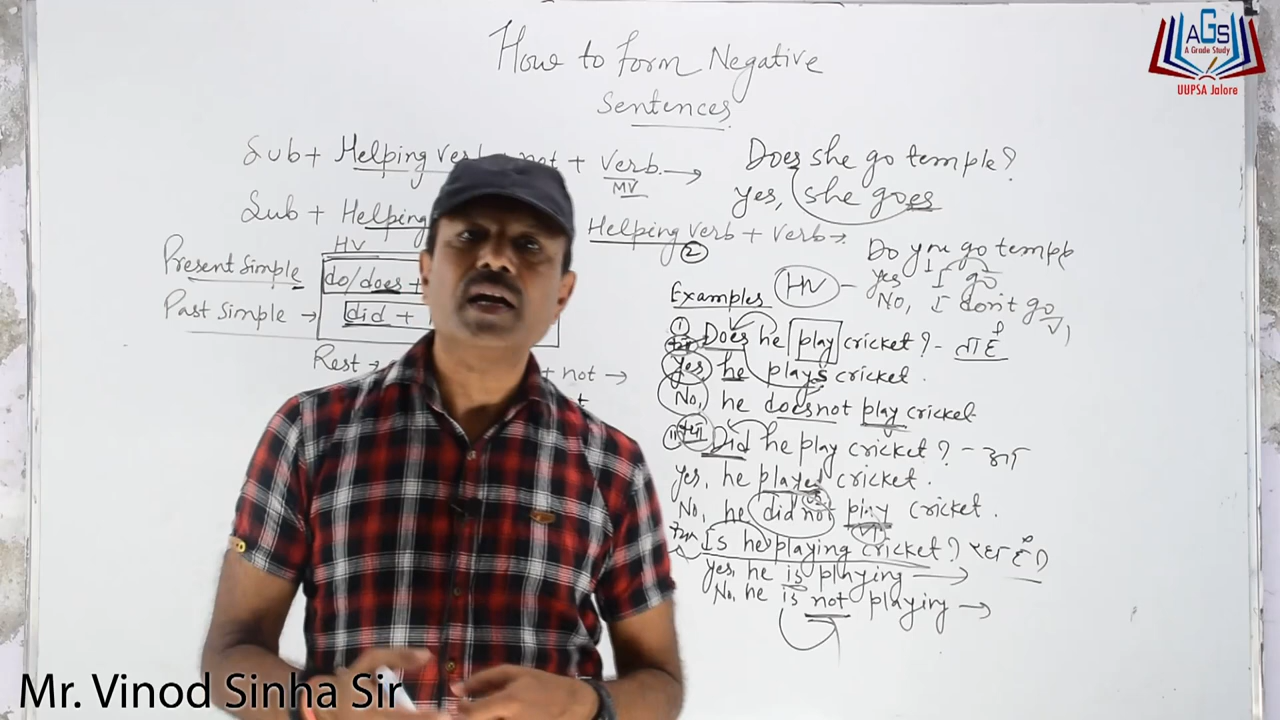 AGS
A Grade Study
UUPSA Jalore
How to form Negative
Sentences
Sub + Helping Verb + not + Verb →
MV
Sub + Helping
Helping verb + Verb →
②
HV
Present Simple
do/does +
Past Simple →
did +
Rest →
+ not →
Does she go temple?
Yes, she goes
Do you go temple
Yes I go
No, I don't go
V1
Examples
HV –
① Does he play cricket? –
Yes, he plays cricket.
No, he does not play cricket
II Did he play cricket? –
Yes, he played cricket.
No, he did not play cricket.
V1
Is he playing cricket?
Yes, he is playing →
No, he is not playing →
Mr. Vinod Sinha Sir